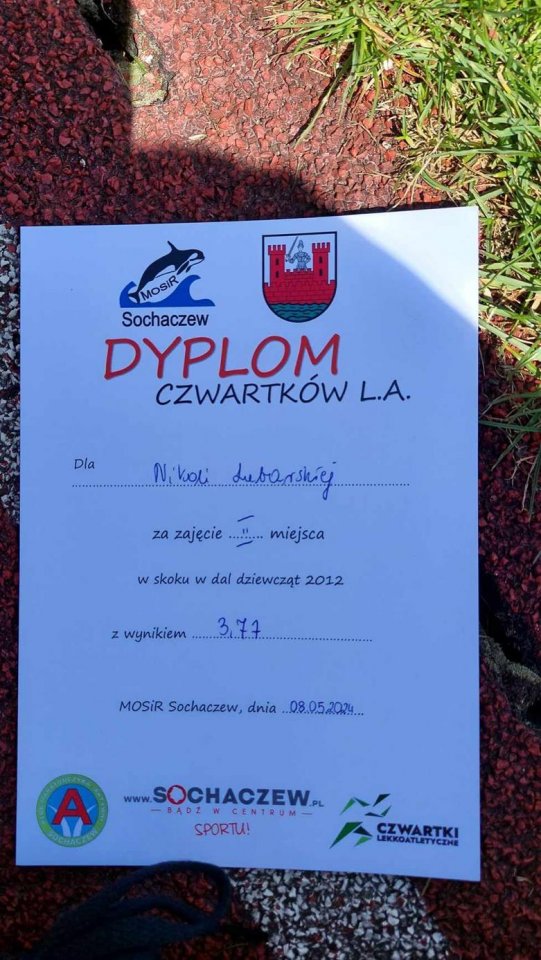 MOSiR
Sochaczew
DYPLOM
CZWARTKÓW L.A.
Dla Nikoli Lubarskiej
za zajęcie II miejsca
w skoku w dal dziewcząt 2012
z wynikiem 3,77
MOSiR Sochaczew, dnia 08.05.2024
A
SOCHACZEW
www.SOCHACZEW.PL
— BĄDŹ W CENTRUM —
SPORTU!
CZWARTKI
LEKKOATLETYCZNE